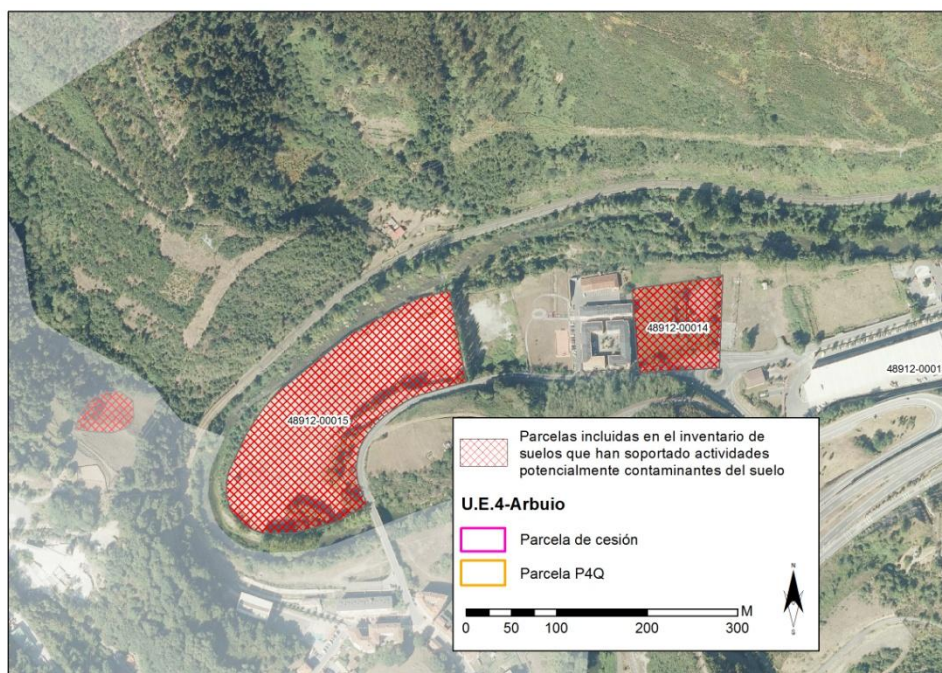 48912-00014
48912-0001
48912-00015
Parcelas incluidas en el inventario de
suelos que han soportado actividades
potencialmente contaminantes del suelo
U.E.4-Arbuio
Parcela de cesión
Parcela P4Q
M
0 50 100 200 300
N
S